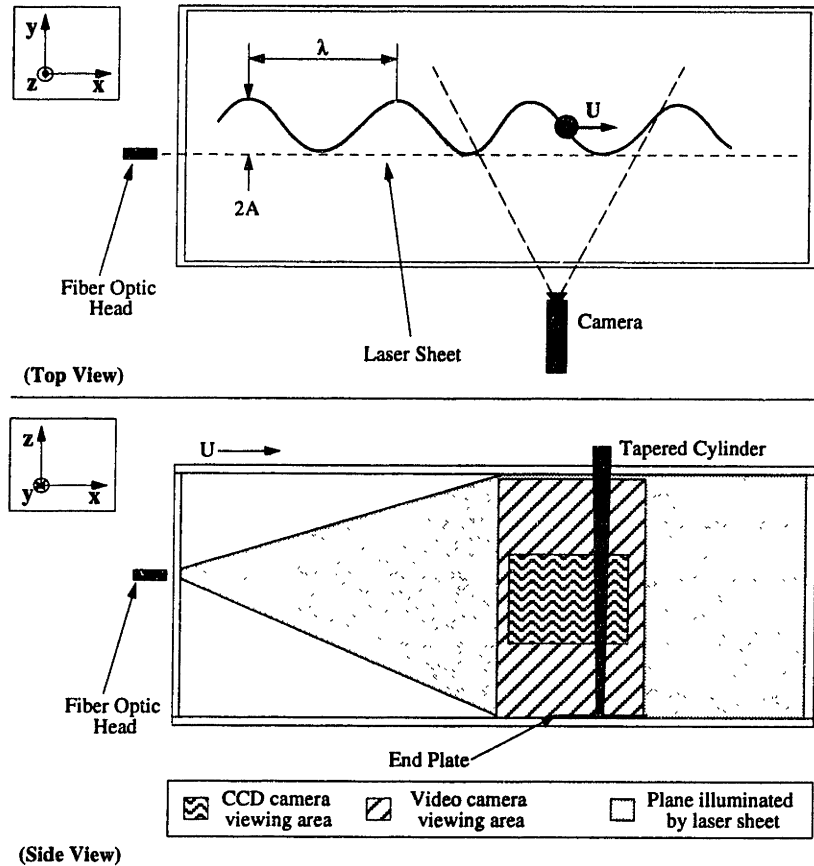 y
z
x
λ
U
2A
Fiber Optic
Head
Camera
Laser Sheet
(Top View)
z
y
x
U
Tapered Cylinder
Fiber Optic
Head
End Plate
CCD camera
viewing area
Video camera
viewing area
Plane illuminated
by laser sheet
(Side View)